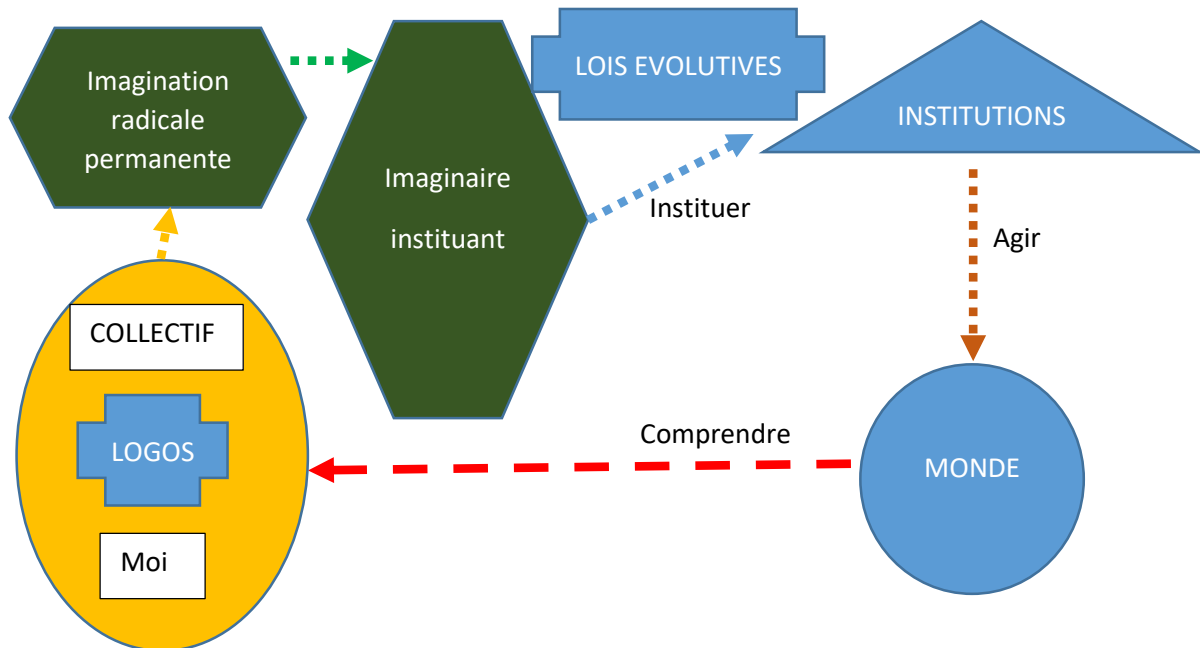 Imagination
radicale
permanente
Imaginaire
instituant
LOIS EVOLUTIVES
INSTITUTIONS
Instituer
Agir
COLLECTIF
LOGOS
Moi
Comprendre
MONDE